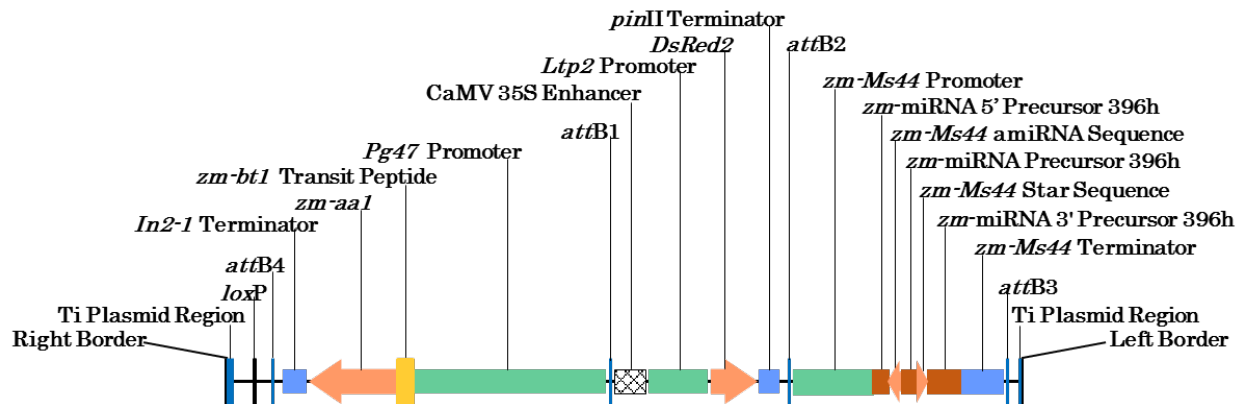 pinII Terminator
DsRed2
attB2
Ltp2 Promoter
zm-Ms44 Promoter
CaMV 35S Enhancer
zm-miRNA 5' Precursor 396h
attB1
zm-Ms44 amiRNA Sequence
Pg47 Promoter
zm-miRNA Precursor 396h
zm-bt1 Transit Peptide
zm-Ms44 Star Sequence
zm-aa1
zm-miRNA 3' Precursor 396h
In2-1 Terminator
zm-Ms44 Terminator
attB4
attB3
loxP
Ti Plasmid Region
Ti Plasmid Region
Right Border
Left Border